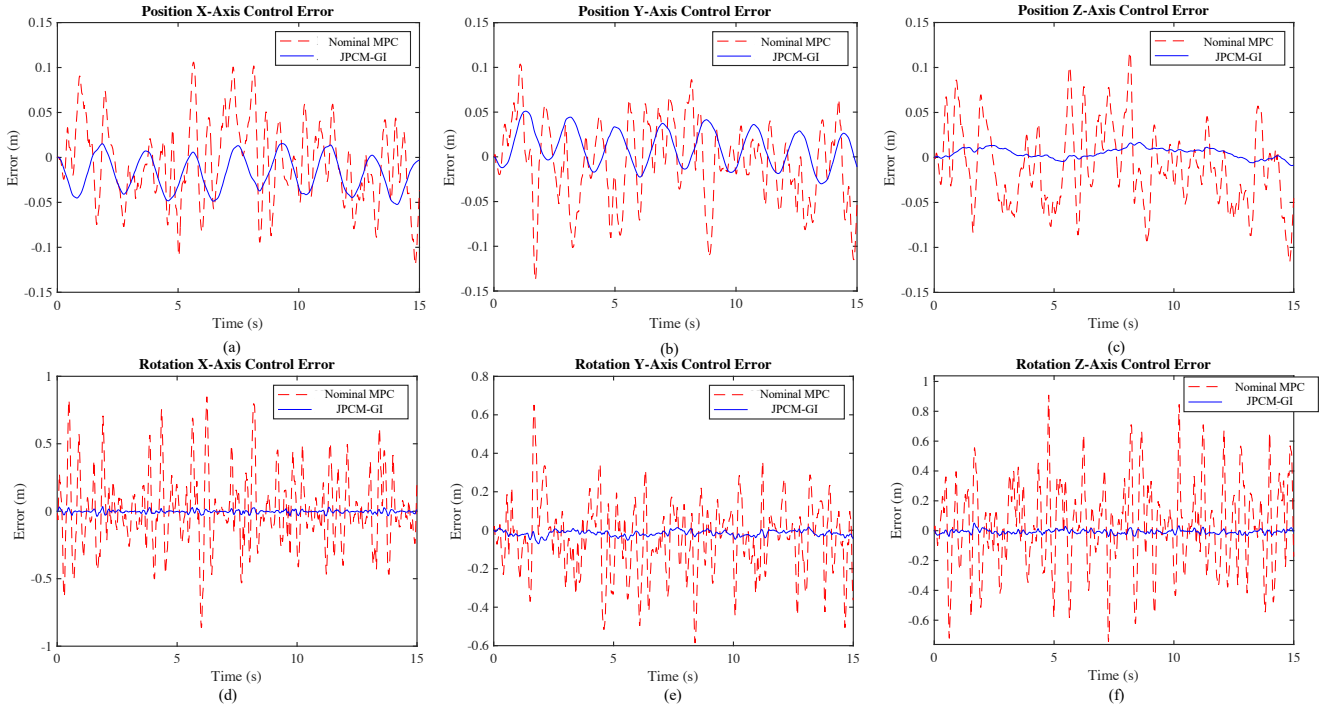 Position X-Axis Control Error
Nominal MPC
JPCM-GI
0.15
0.1
0.05
0
-0.05
-0.1
-0.15
Error (m)
0
5
10
15
Time (s)
(a)
Position Y-Axis Control Error
Nominal MPC
JPCM-GI
0.15
0.1
0.05
0
-0.05
-0.1
-0.15
Error (m)
0
5
10
15
Time (s)
(b)
Position Z-Axis Control Error
Nominal MPC
JPCM-GI
0.15
0.1
0.05
0
-0.05
-0.1
0.15
Error (m)
0
5
10
15
Time (s)
(c)
Rotation X-Axis Control Error
Nominal MPC
JPCM-GI
1
0.5
0
-0.5
-1
Error (m)
0
5
10
15
Time (s)
(d)
Rotation Y-Axis Control Error
Nominal MPC
JPCM-GI
0.8
0.6
0.4
0.2
0
-0.2
-0.4
-0.6
Error (m)
0
5
10
15
Time (s)
(e)
Rotation Z-Axis Control Error
Nominal MPC
JPCM-GI
1
0.8
0.6
0.4
0.2
0
-0.2
-0.4
-0.6
Error (m)
0
5
10
15
Time (s)
(f)